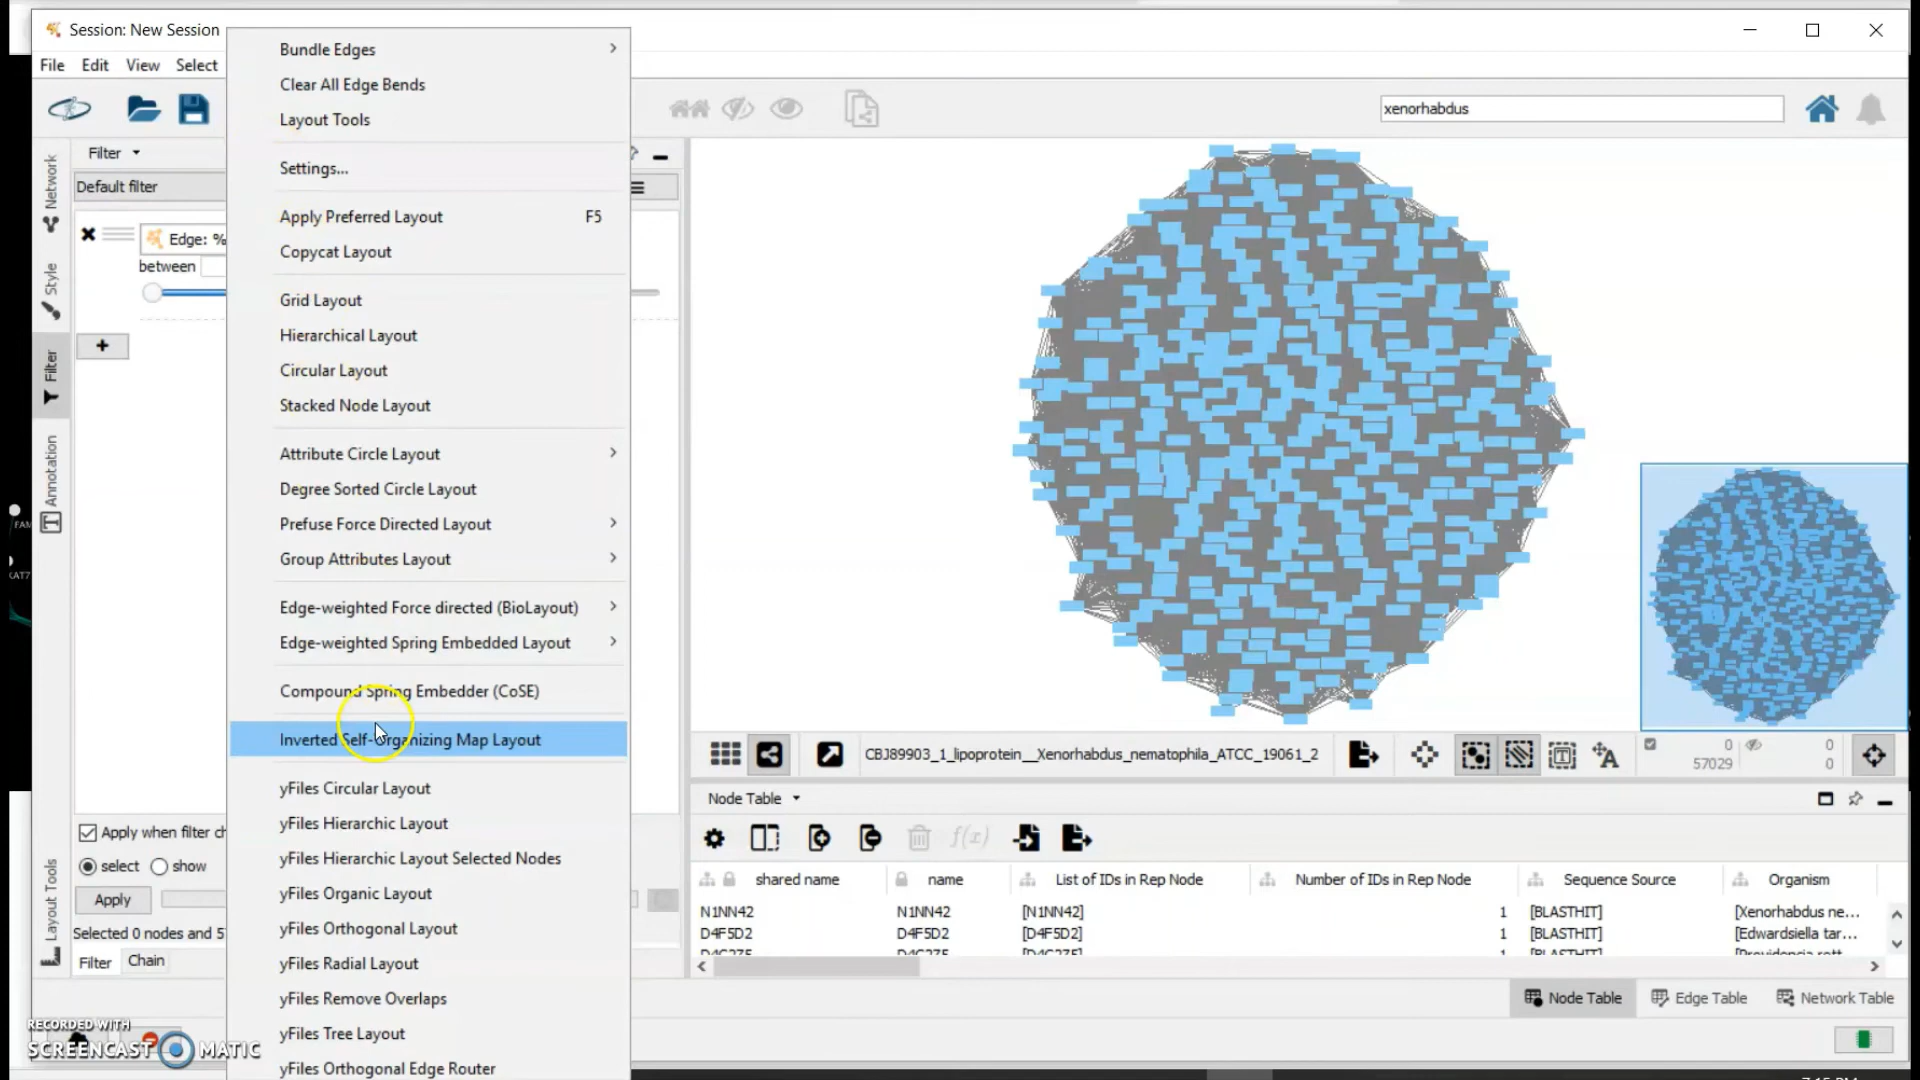 Session: New Session
File Edit View Select
xenorhabdus
Filter
Default filter
Edge: %
between
Network
Style
Filter
Annotation
Layout Tools
FAM
KAT7
Bundle Edges
Clear All Edge Bends
Layout Tools
Settings...
Apply Preferred Layout F5
Copycat Layout
Grid Layout
Hierarchical Layout
Circular Layout
Stacked Node Layout
Attribute Circle Layout
Degree Sorted Circle Layout
Prefuse Force Directed Layout
Group Attributes Layout
Edge-weighted Force directed (BioLayout)
Edge-weighted Spring Embedded Layout
Compound Spring Embedder (CoSE)
Inverted Self-Organizing Map Layout
yFiles Circular Layout
yFiles Hierarchic Layout
yFiles Hierarchic Layout Selected Nodes
yFiles Organic Layout
yFiles Orthogonal Layout
yFiles Radial Layout
yFiles Remove Overlaps
yFiles Tree Layout
yFiles Orthogonal Edge Router
Apply when filter ch
select show
Apply
Selected 0 nodes and 5
Filter Chain
CBJ89903_1_lipoprotein__Xenorhabdus_nematophila_ATCC_19061_2
0 0
57029 0
Node Table
f(x)
shared name name List of IDs in Rep Node Number of IDs in Rep Node Sequence Source Organism
N1NN42 N1NN42 [N1NN42] 1 [BLASTHIT] [Xenorhabdus ne...
D4F5D2 D4F5D2 [D4F5D2] 1 [BLASTHIT] [Edwardsiella tar...
Node Table Edge Table Network Table
RECORDED WITH
SCREENCAST MATIC